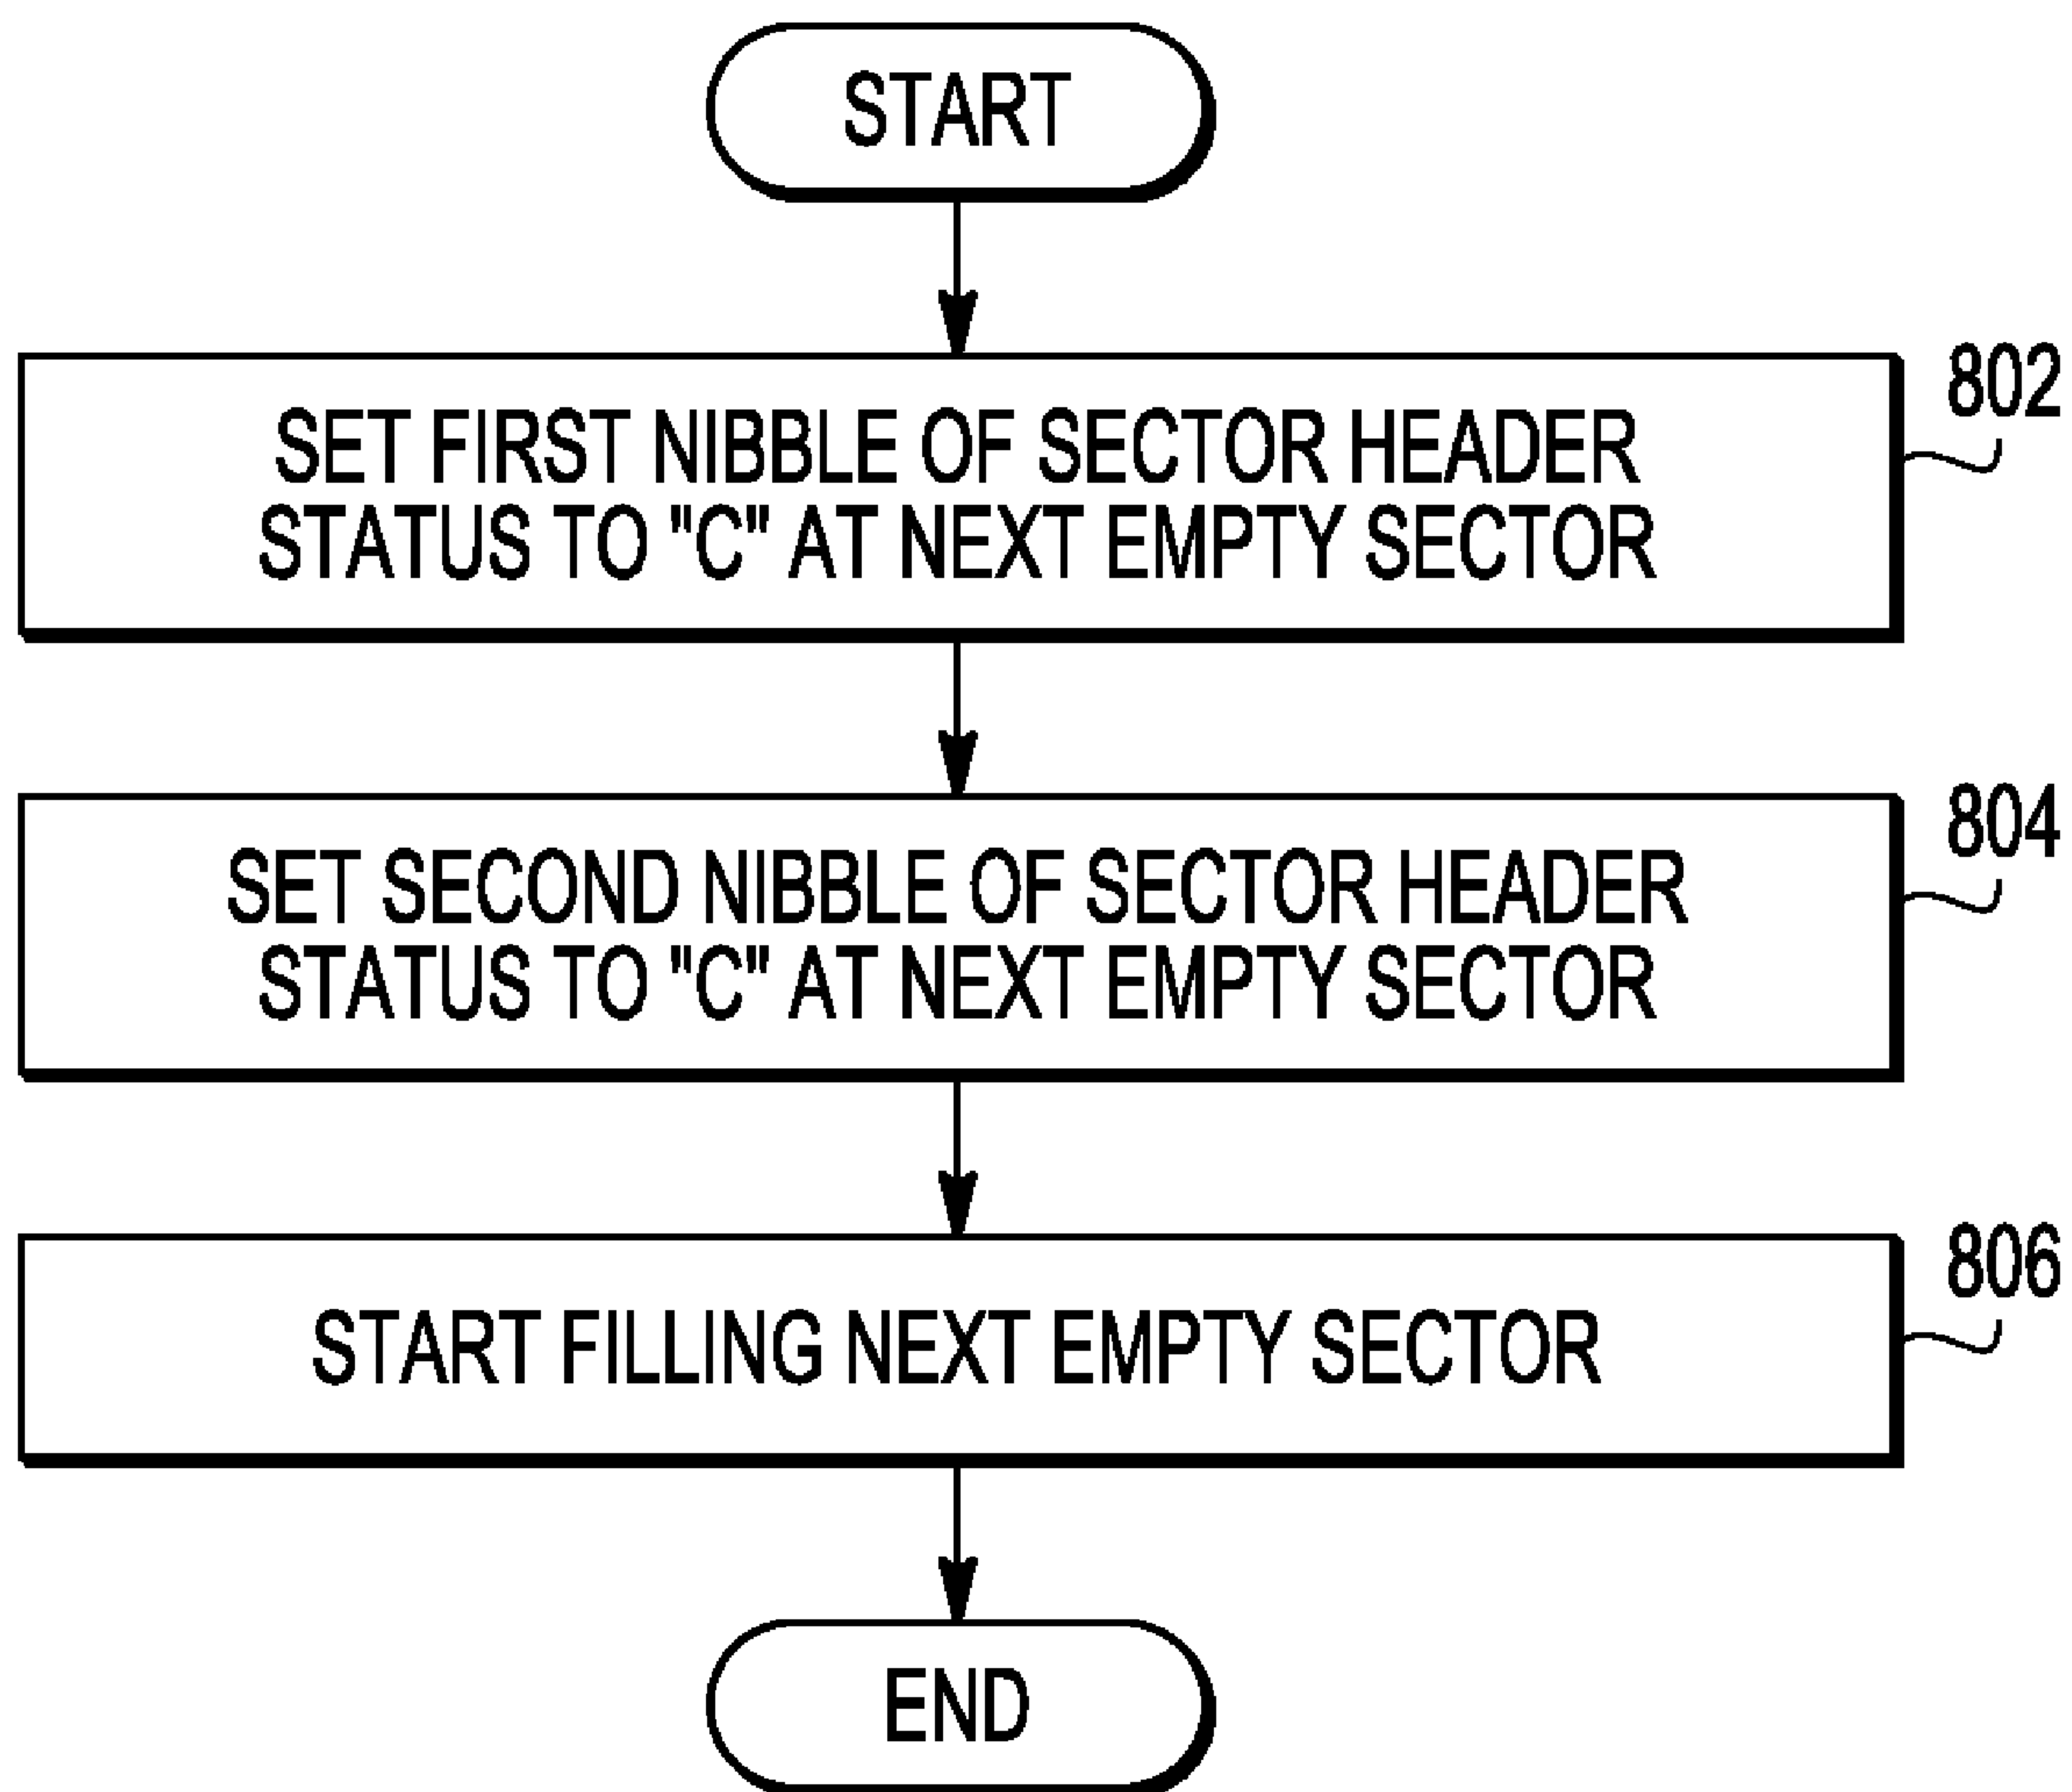 START
802
SET FIRST NIBBLE OF SECTOR HEADER
STATUS TO "C" AT NEXT EMPTY SECTOR
804
SET SECOND NIBBLE OF SECTOR HEADER
STATUS TO "C" AT NEXT EMPTY SECTOR
806
START FILLING NEXT EMPTY SECTOR
END